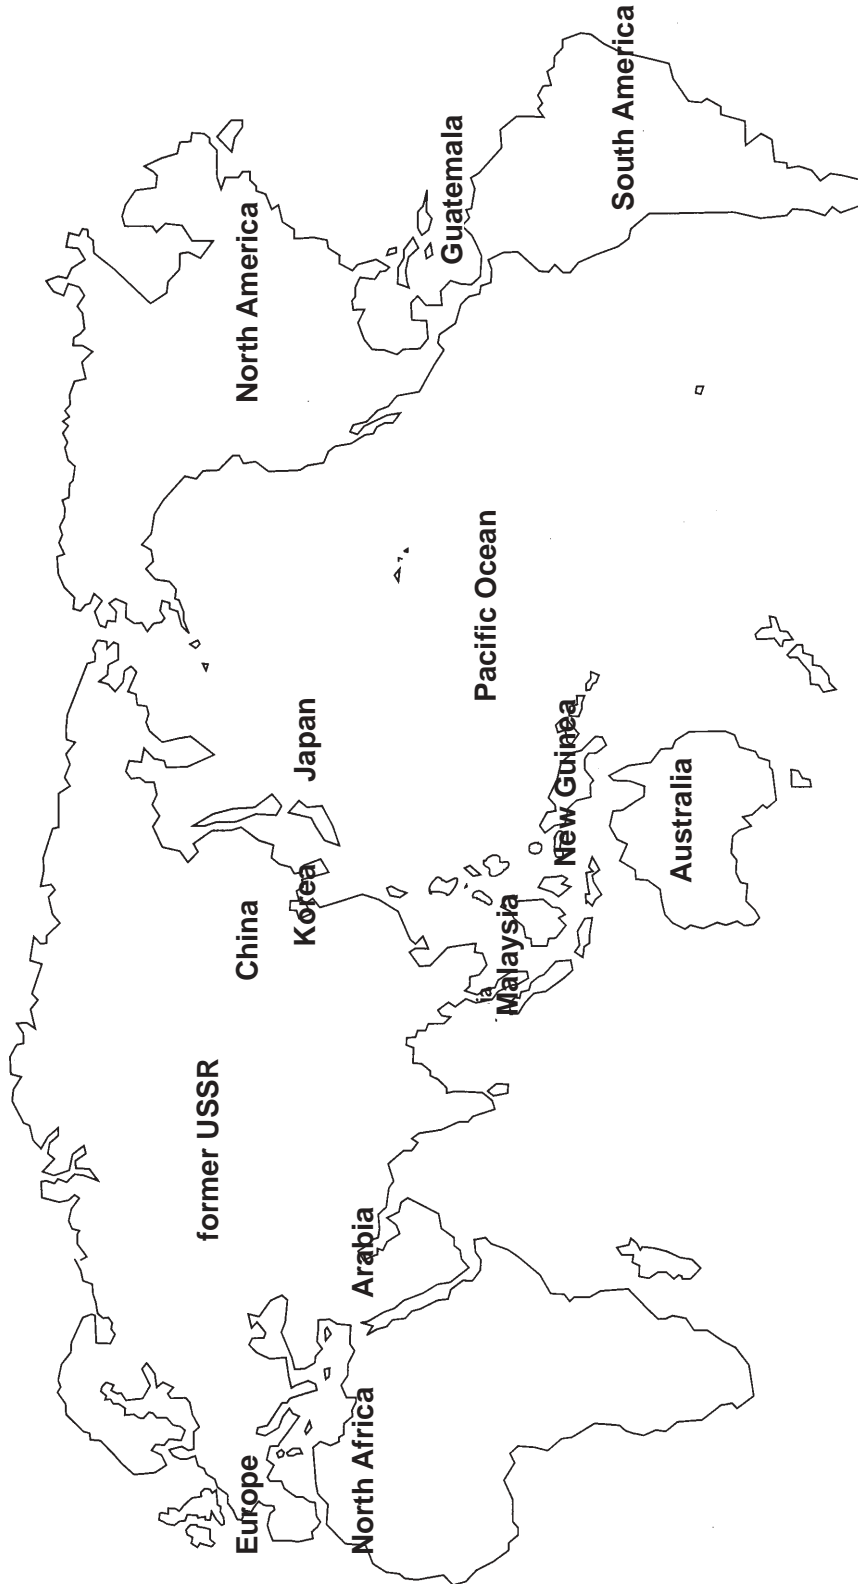 former USSR
Europe
China
North America
Korea
Japan
North Africa
Arabia
Guatemala
Pacific Ocean
Malaysia
New Guinea
South America
Australia